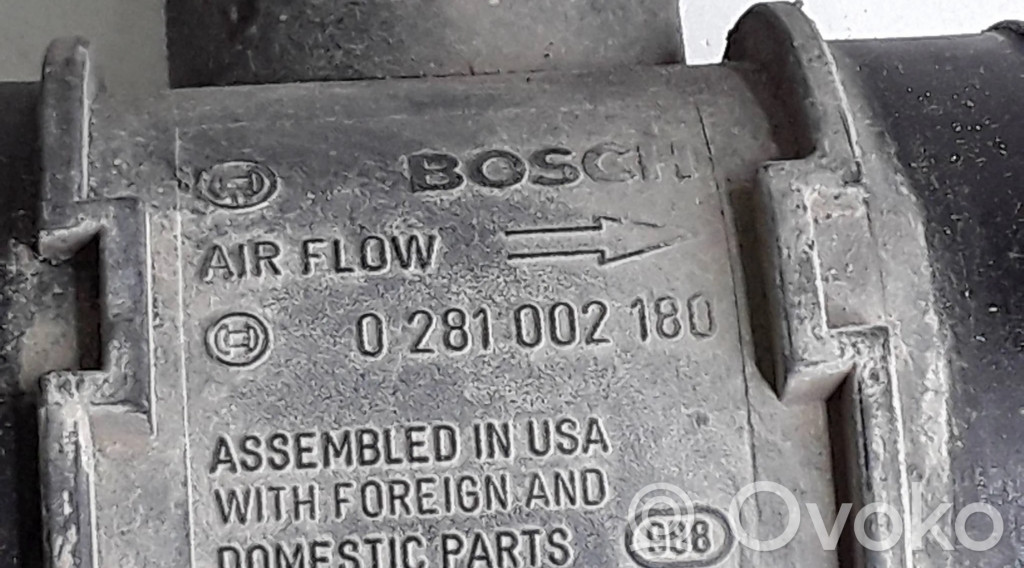 BOSCH
AIR FLOW
0 281 002 180
ASSEMBLED IN USA
WITH FOREIGN AND
DOMESTIC PARTS 988
Ovoko